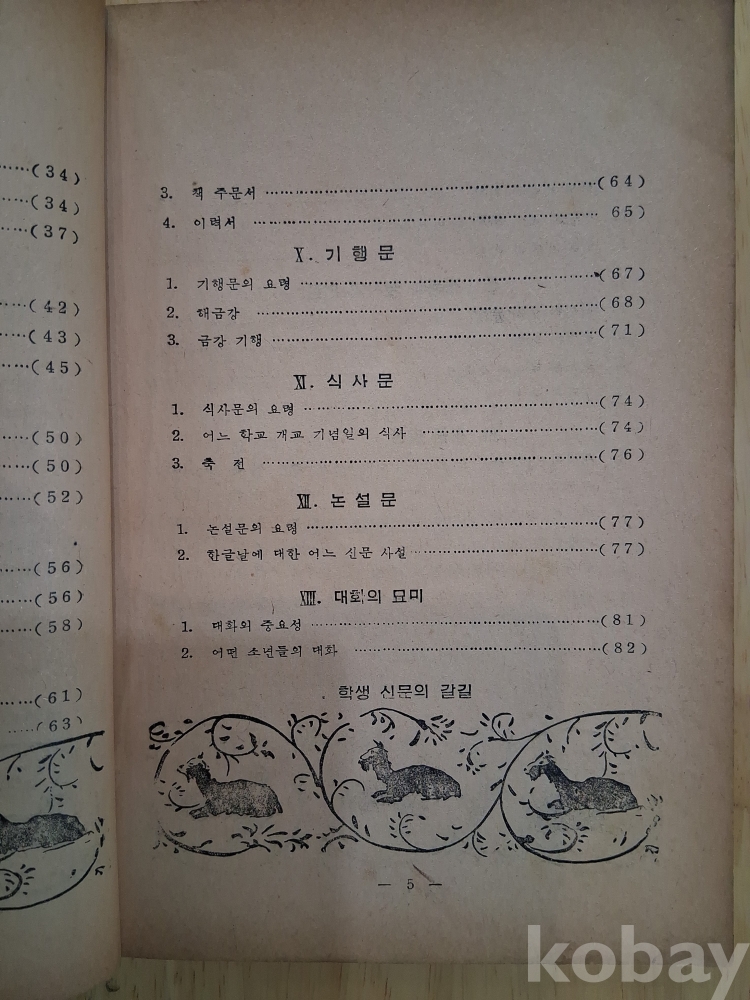 ……(34)
……(34)
……(37)
……(42)
……(43)
……(45)
……(50)
……(50)
……(52)
……(56)
……(56)
……(58)
……(61)
……(63)
3. 책 주문서 ……………(64)
4. 이력서 …………… 65)
Ⅹ. 기행문
1. 기행문의 요령 ……………(67)
2. 해금강 ……………(68)
3. 금강 기행 ……………(71)
Ⅺ. 식사문
1. 식사문의 요령 ……………(74)
2. 어느 학교 개교 기념일의 식사 ……………(74)
3. 축 전 ……………(76)
Ⅻ. 논설문
1. 논설문의 요령 ……………(77)
2. 한글날에 대한 어느 신문 사설 ……………(77)
XIII. 대화의 묘미
1. 대화의 중요성 ……………(81)
2. 어떤 소년들의 대화 ……………(82)
학생 신문의 갈길
— 5 —
kobay